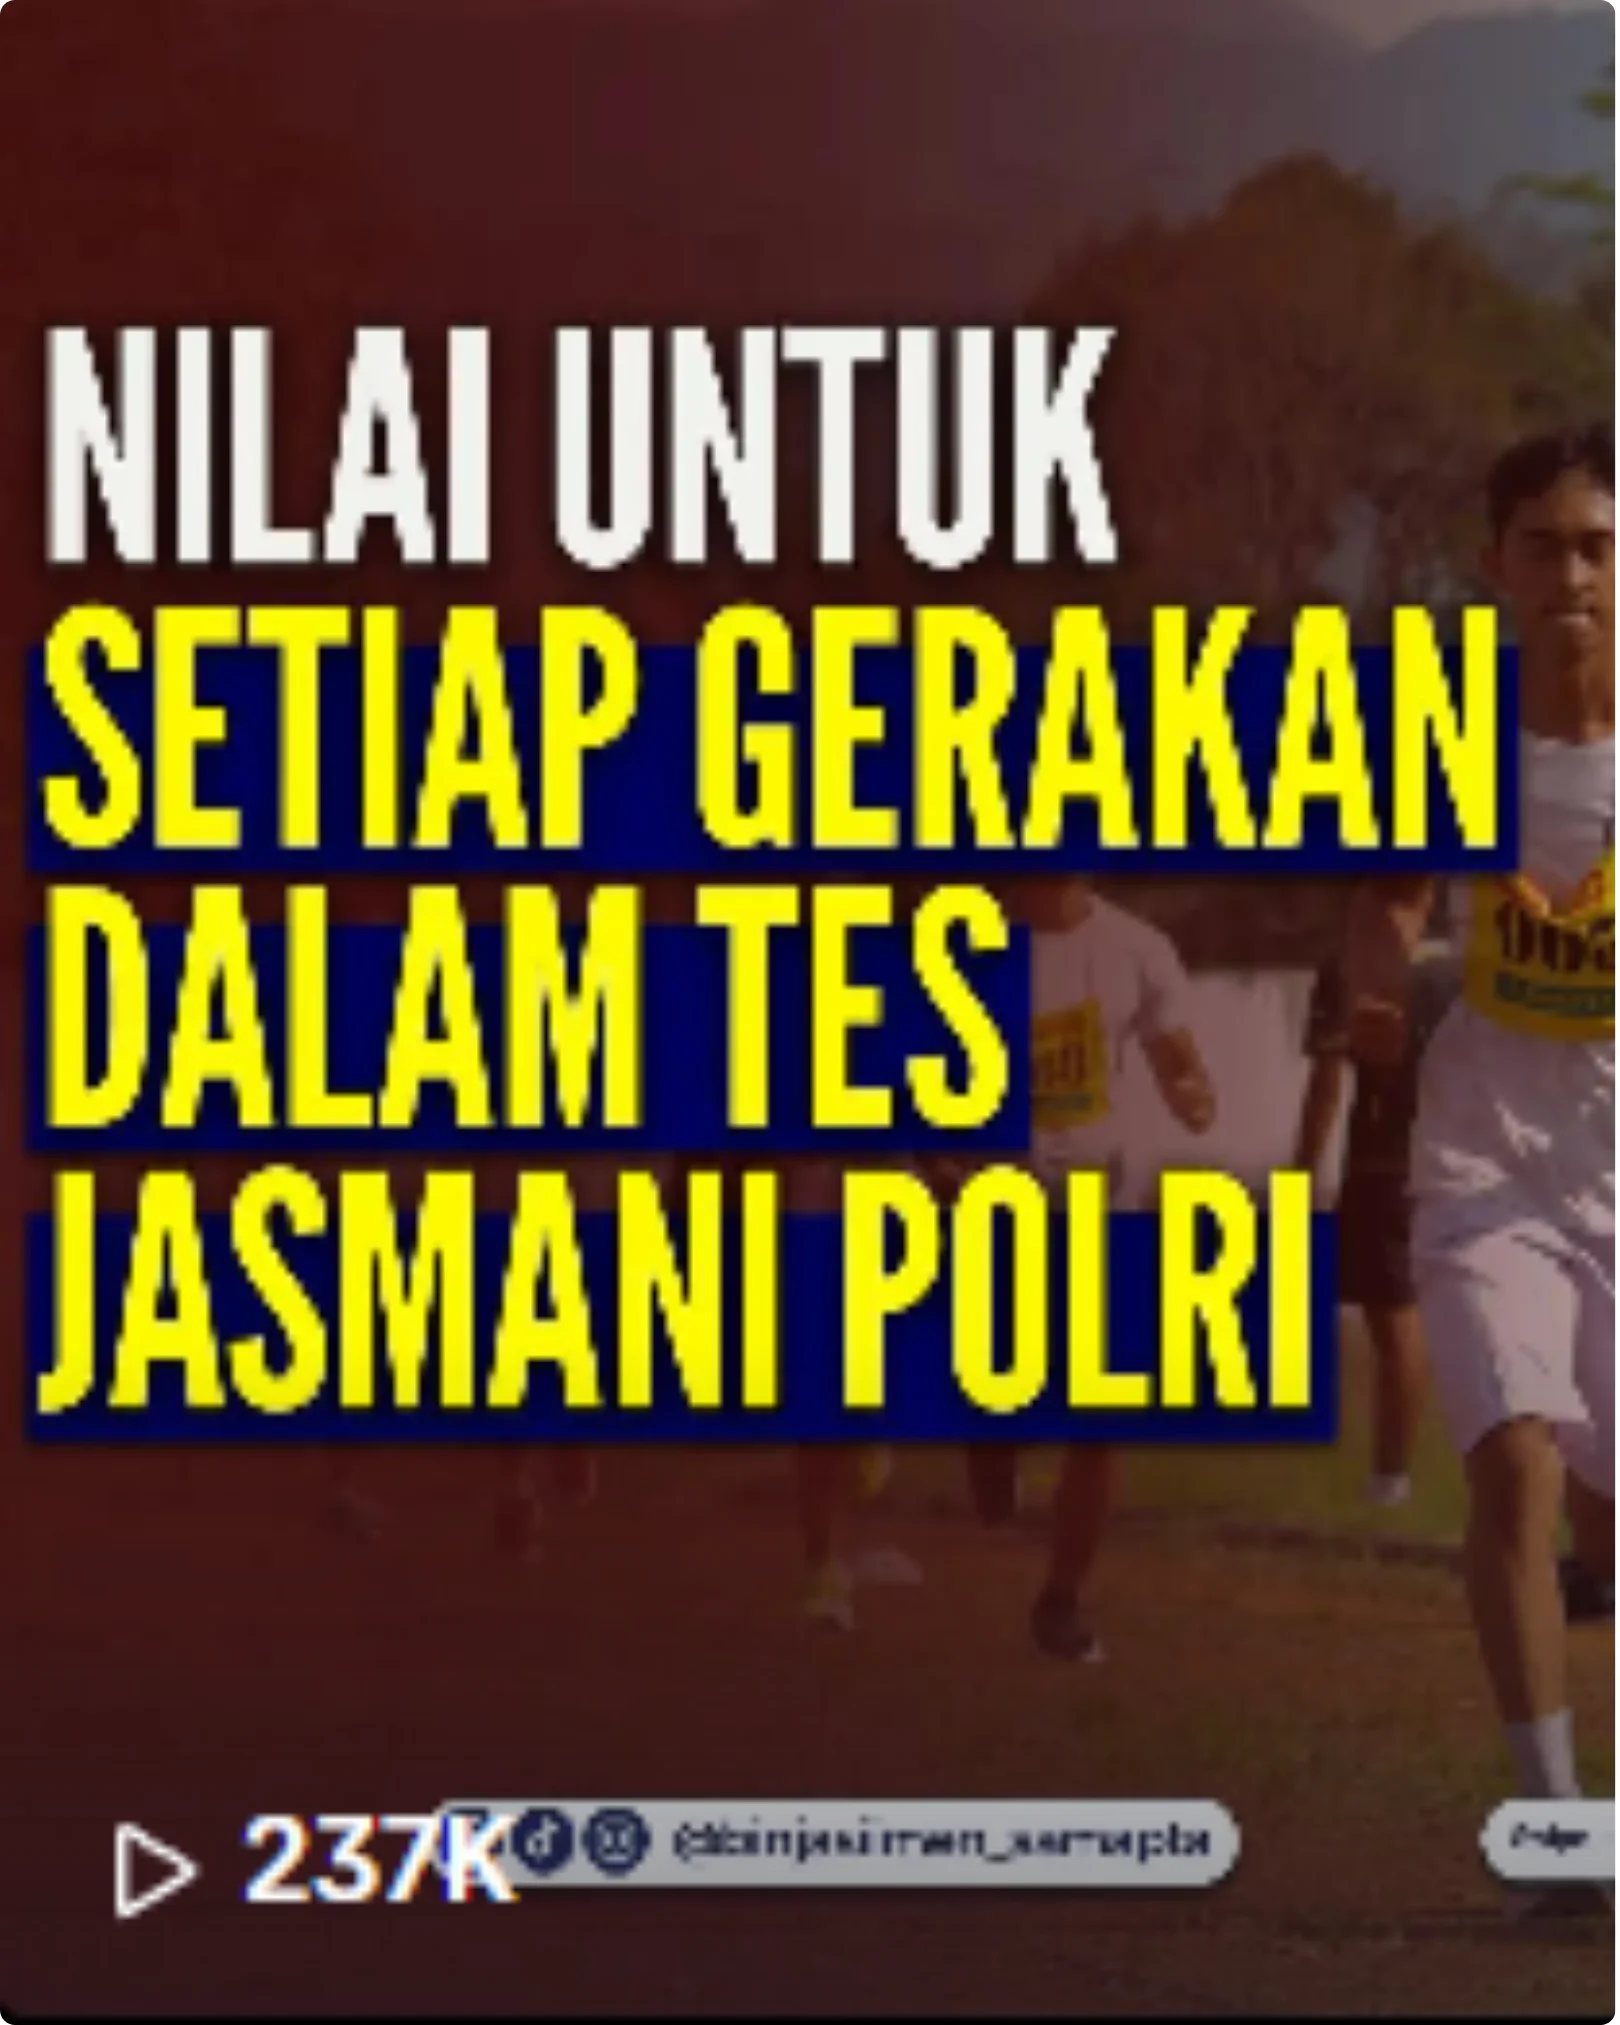 NILAI UNTUK
SETIAP GERAKAN
DALAM TES
JASMANI POLRI
237K